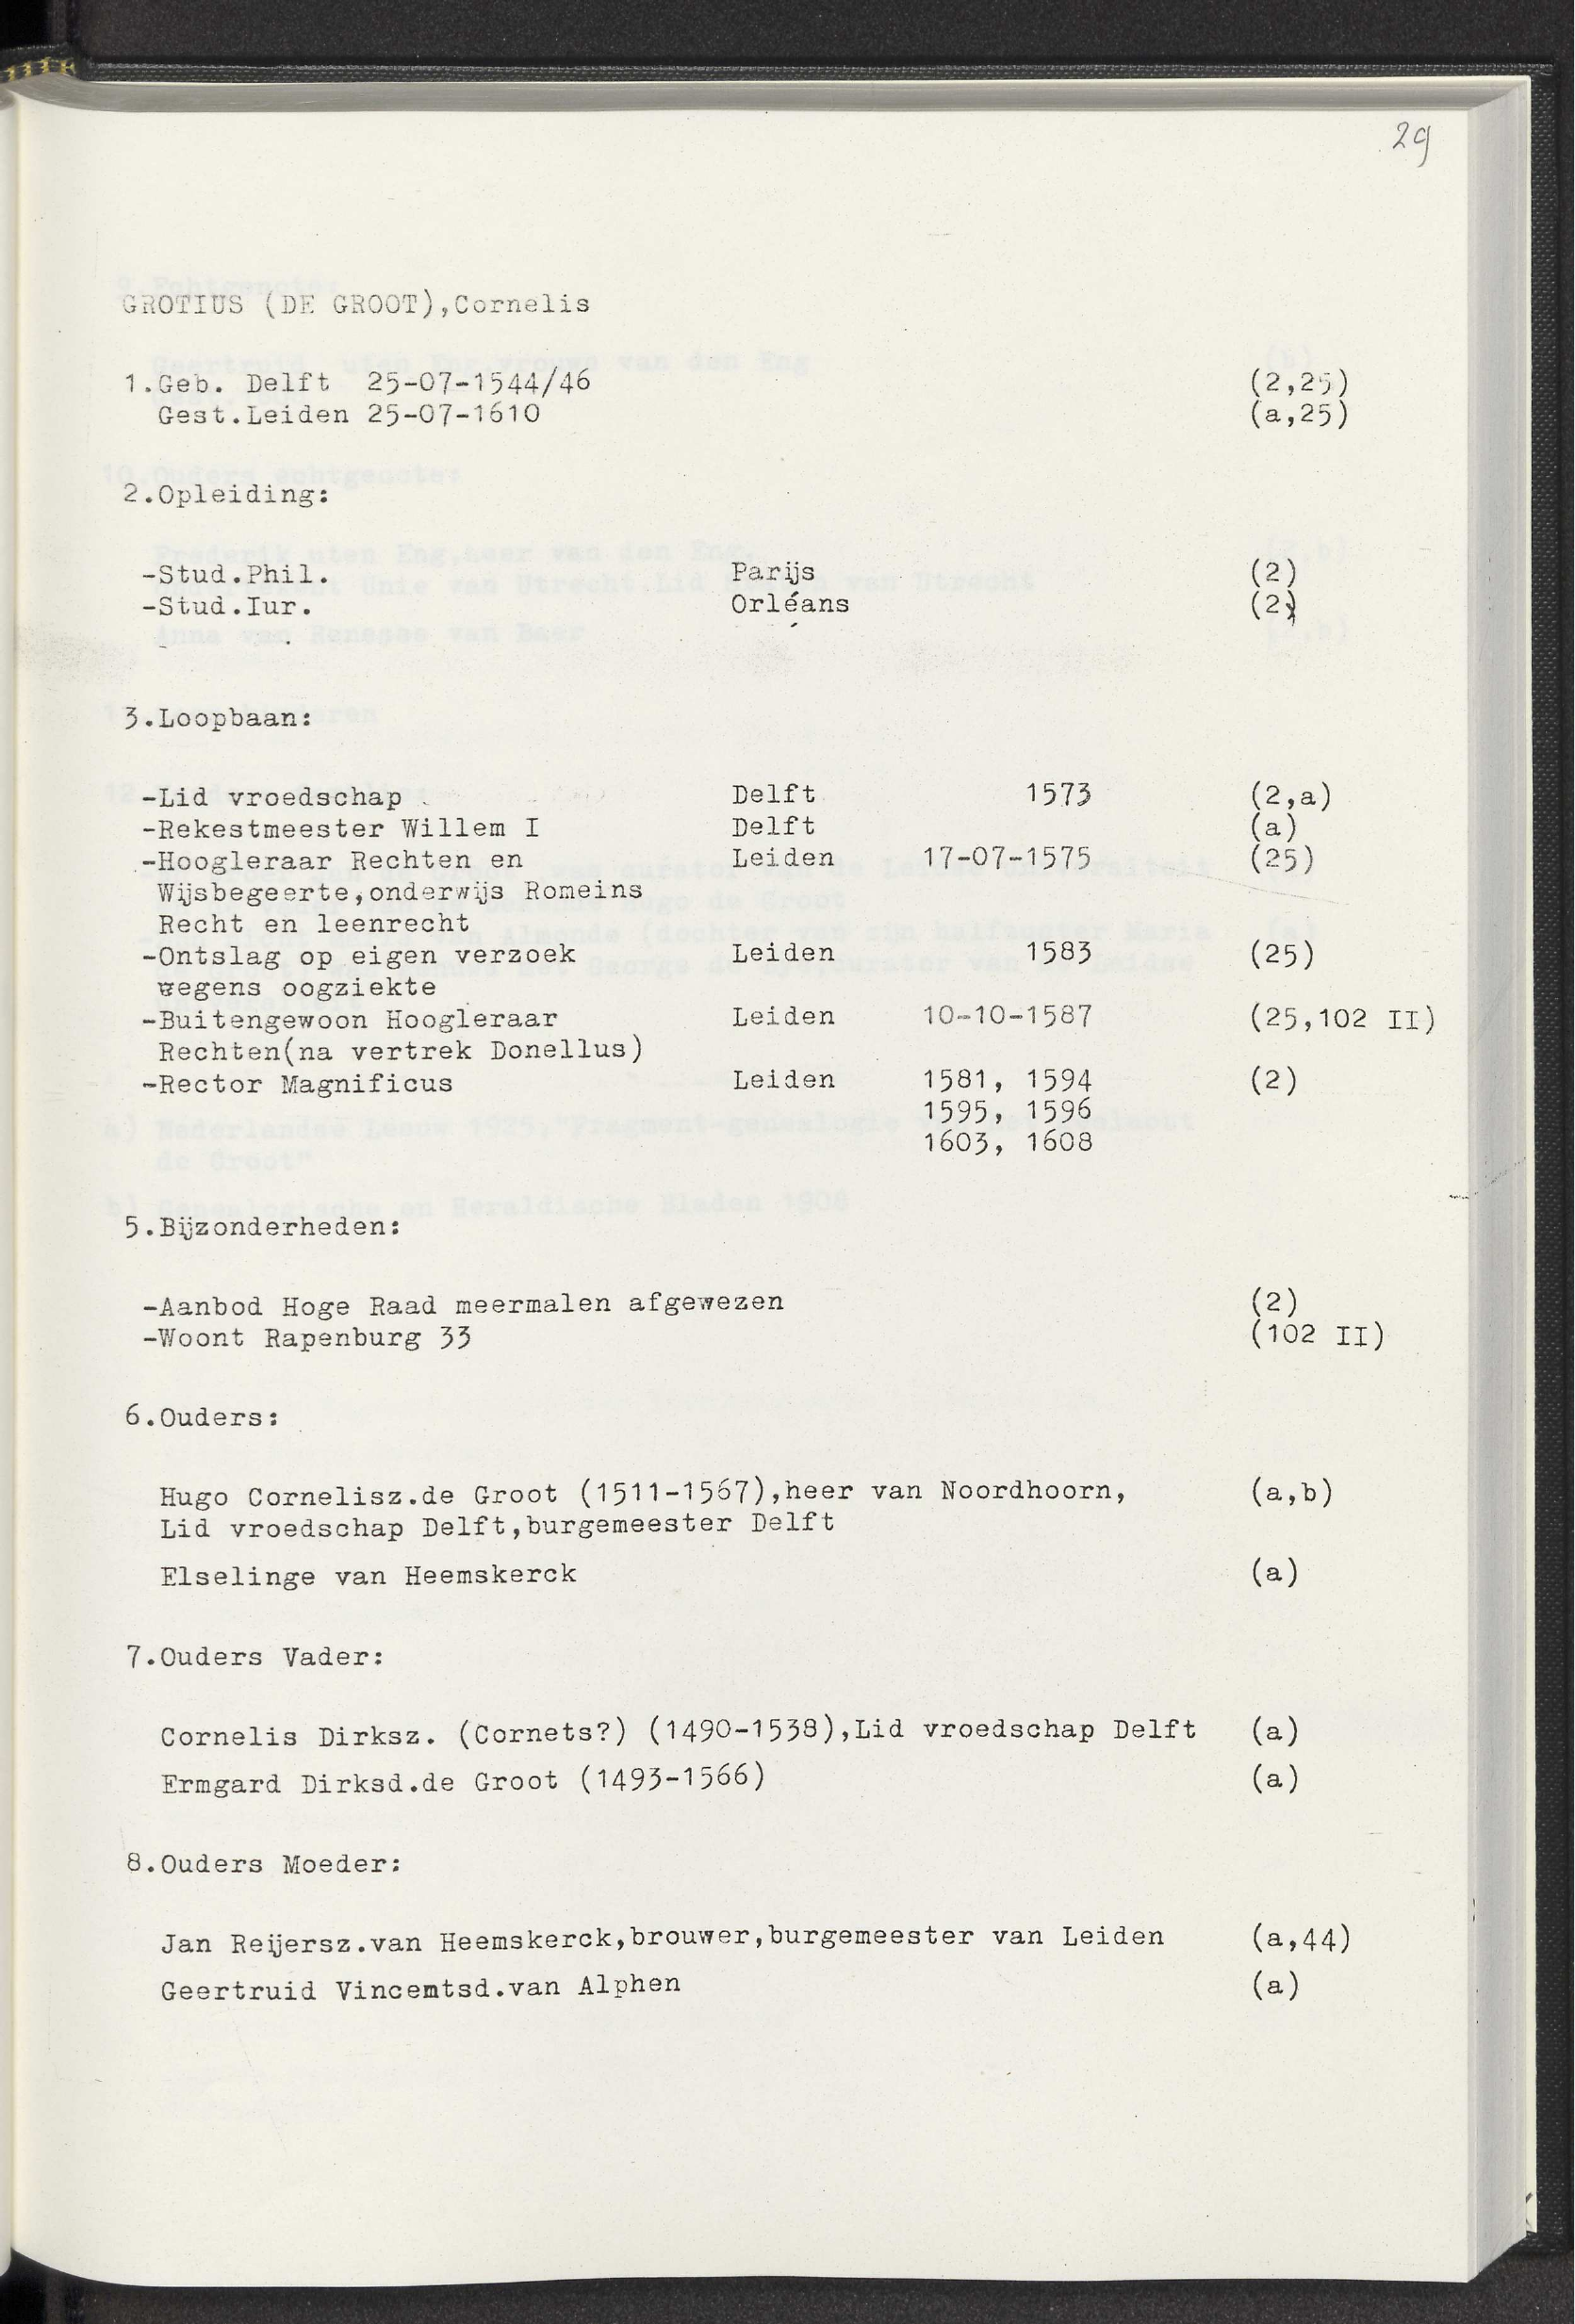 29
GROTIUS (DE GROOT),Cornelis
1.Geb. Delft 25-07-1544/46 (2,25)
Gest.Leiden 25-07-1610 (a,25)
2.Opleiding:
-Stud.Phil. Parijs (2)
-Stud.Iur. Orléans (2)
3.Loopbaan:
-Lid vroedschap Delft 1573 (2,a)
-Rekestmeester Willem I Delft (a)
-Hoogleraar Rechten en Leiden 17-07-1575 (25)
Wijsbegeerte,onderwijs Romeins
Recht en leenrecht
-Ontslag op eigen verzoek Leiden 1583 (25)
wegens oogziekte
-Buitengewoon Hoogleraar Leiden 10-10-1587 (25,102 II)
Rechten(na vertrek Donellus)
-Rector Magnificus Leiden 1581, 1594 (2)
1595, 1596
1603, 1608
5.Bijzonderheden:
-Aanbod Hoge Raad meermalen afgewezen (2)
-Woont Rapenburg 33 (102 II)
6.Ouders:
Hugo Cornelisz.de Groot (1511-1567),heer van Noordhoorn, (a,b)
Lid vroedschap Delft,burgemeester Delft
Elselinge van Heemskerck (a)
7.Ouders Vader:
Cornelis Dirksz. (Cornets?) (1490-1538),Lid vroedschap Delft (a)
Ermgard Dirksd.de Groot (1493-1566) (a)
8.Ouders Moeder:
Jan Reijersz.van Heemskerck,brouwer,burgemeester van Leiden (a,44)
Geertruid Vincemtsd.van Alphen (a)